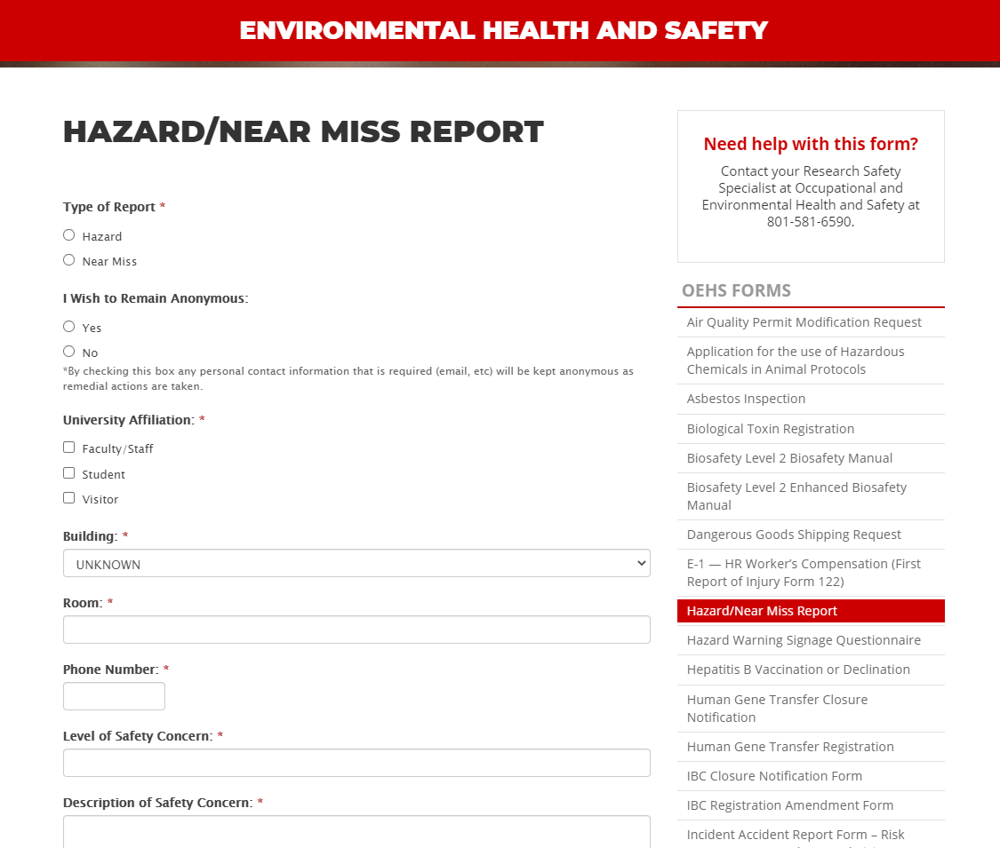 ENVIRONMENTAL HEALTH AND SAFETY
HAZARD/NEAR MISS REPORT
Type of Report *
Hazard
Near Miss
I Wish to Remain Anonymous:
Yes
No
*By checking this box any personal contact information that is required (email, etc) will be kept anonymous as
remedial actions are taken.
University Affiliation: *
Faculty/Staff
Student
Visitor
Building: *
UNKNOWN
Room: *
Phone Number: *
Level of Safety Concern: *
Description of Safety Concern: *
Need help with this form?
Contact your Research Safety
Specialist at Occupational and
Environmental Health and Safety at
801-581-6590.
OEHS FORMS
Air Quality Permit Modification Request
Application for the use of Hazardous
Chemicals in Animal Protocols
Asbestos Inspection
Biological Toxin Registration
Biosafety Level 2 Biosafety Manual
Biosafety Level 2 Enhanced Biosafety
Manual
Dangerous Goods Shipping Request
E-1 — HR Worker’s Compensation (First
Report of Injury Form 122)
Hazard/Near Miss Report
Hazard Warning Signage Questionnaire
Hepatitis B Vaccination or Declination
Human Gene Transfer Closure
Notification
Human Gene Transfer Registration
IBC Closure Notification Form
IBC Registration Amendment Form
Incident Accident Report Form – Risk